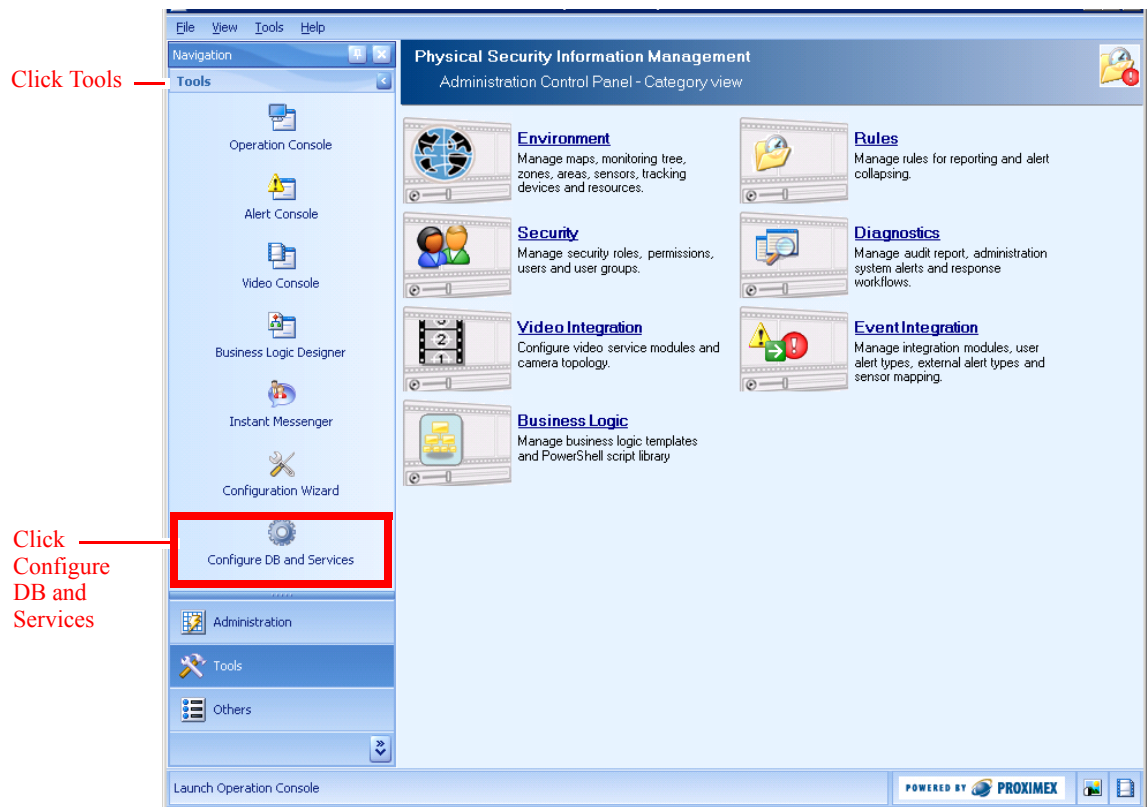 File View Tools Help
Navigation
Tools
Click Tools
Operation Console
Alert Console
Video Console
Business Logic Designer
Instant Messenger
Configuration Wizard
Configure DB and Services
Click
Configure
DB and
Services
Administration
Tools
Others
Physical Security Information Management
Administration Control Panel - Category view
Environment
Manage maps, monitoring tree,
zones, areas, sensors, tracking
devices and resources.
Rules
Manage rules for reporting and alert
collapsing.
Security
Manage security roles, permissions,
users and user groups.
Diagnostics
Manage audit report, administration
system alerts and response
workflows.
Video Integration
Configure video service modules and
camera topology.
Event Integration
Manage integration modules, user
alert types, external alert types and
sensor mapping.
Business Logic
Manage business logic templates
and PowerShell script library
Launch Operation Console
POWERED BY PROXIMEX